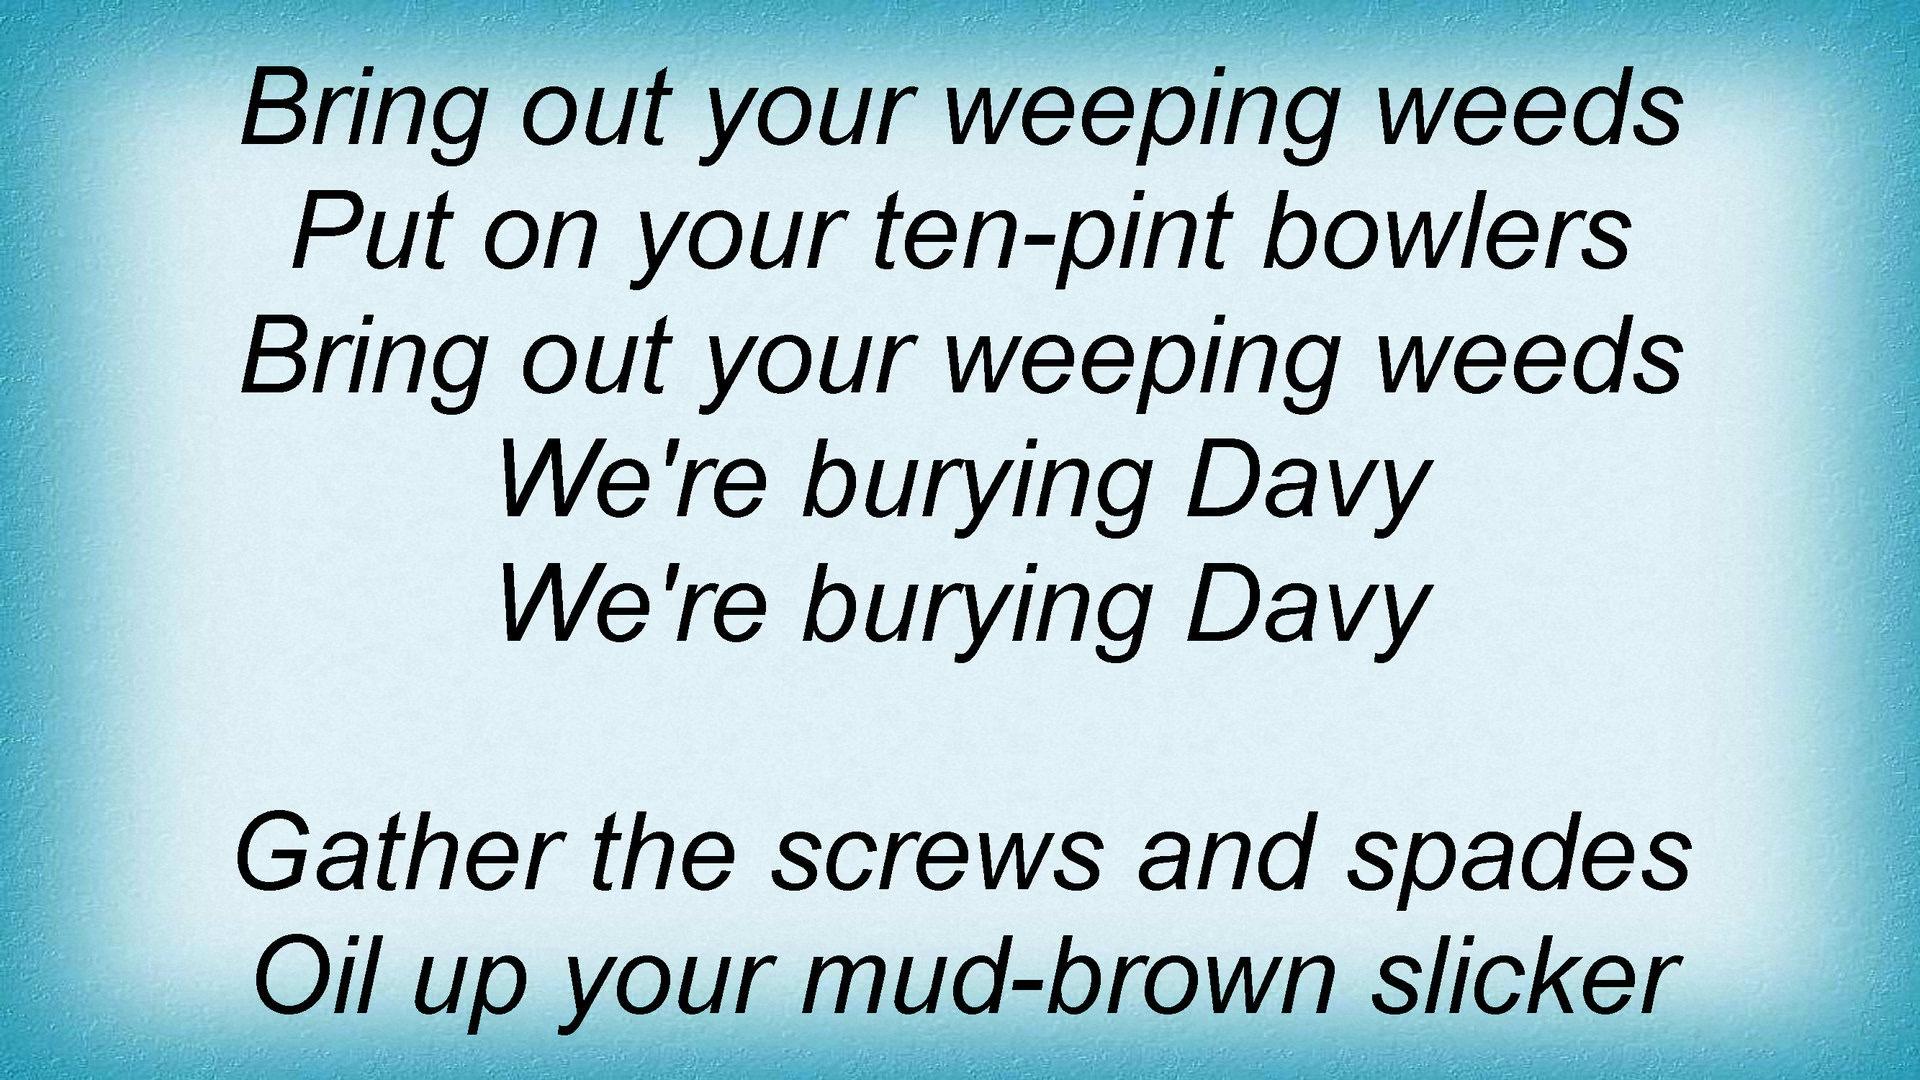 Bring out your weeping weeds
Put on your ten-pint bowlers
Bring out your weeping weeds
We're burying Davy
We're burying Davy
Gather the screws and spades
Oil up your mud-brown slicker